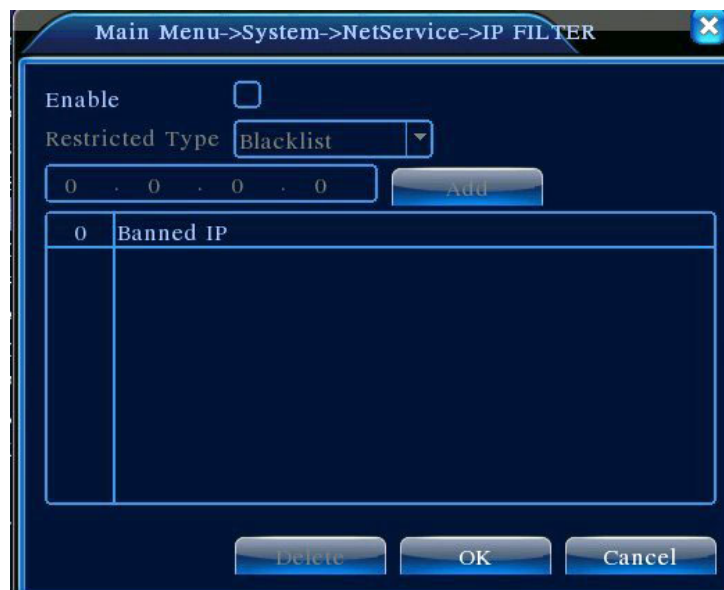 Main Menu->System->NetService->IP FILTER
Enable
Restricted Type Blacklist
0 . 0 . 0 . 0 Add
0 Banned IP
Delete OK Cancel